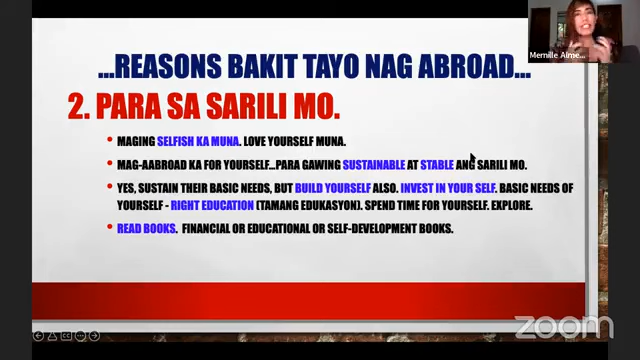 ...REASONS BAKIT TAYO NAG ABROAD...
2. PARA SA SARILI MO.
MAGING SELFISH KA MUNA. LOVE YOURSELF MUNA.
MAG-AABROAD KA FOR YOURSELF...PARA GAWING SUSTAINABLE AT STABLE ANG SARILI MO.
YES, SUSTAIN THEIR BASIC NEEDS, BUT BUILD YOURSELF ALSO. INVEST IN YOUR SELF. BASIC NEEDS OF
YOURSELF - RIGHT EDUCATION (TAMANG EDUKASYON). SPEND TIME FOR YOURSELF. EXPLORE.
READ BOOKS. FINANCIAL OR EDUCATIONAL OR SELF-DEVELOPMENT BOOKS.
zoom